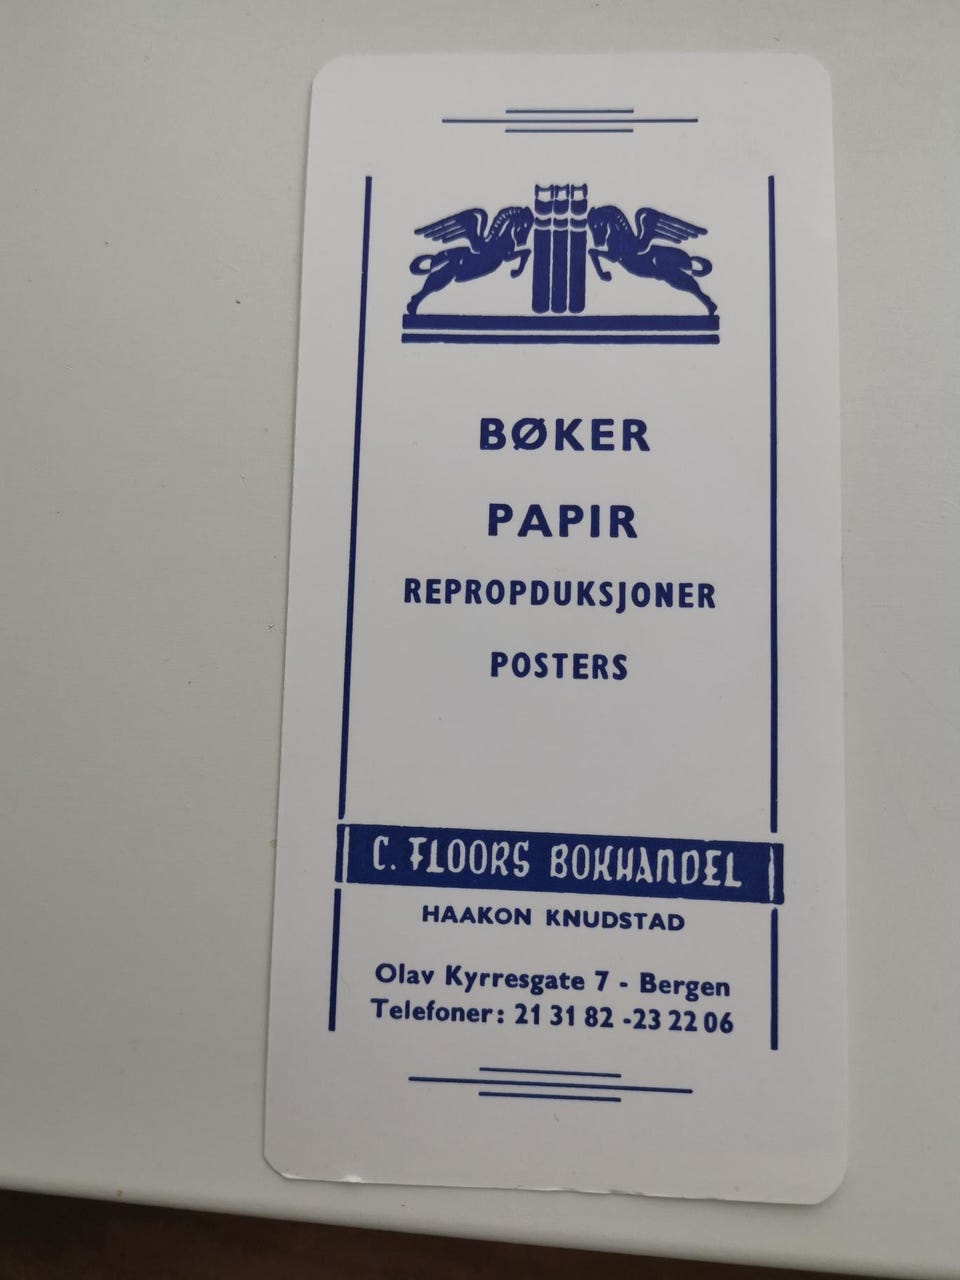 BØKER
PAPIR
REPROPDUKSJONER
POSTERS
C. FLOORS BOKHANDEL
HAAKON KNUDSTAD
Olav Kyrresgate 7 - Bergen
Telefoner: 21 31 82 -23 22 06